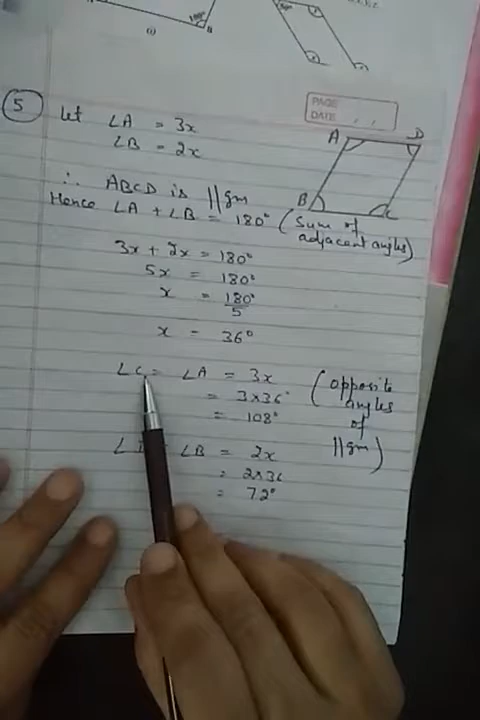 (i)
B
5
Let ∠A = 3x
∠B = 2x
PAGE
DATE
A D
B C
∴ ABCD is ||gm
Hence ∠A + ∠B = 180° (Sum of adjacent angles)
3x + 2x = 180°
5x = 180°
x = 180°/5
x = 36°
∠C = ∠A = 3x (opposite angles of ||gm)
= 3×36°
= 108°
∠B = 2x
= 2×36
= 72°